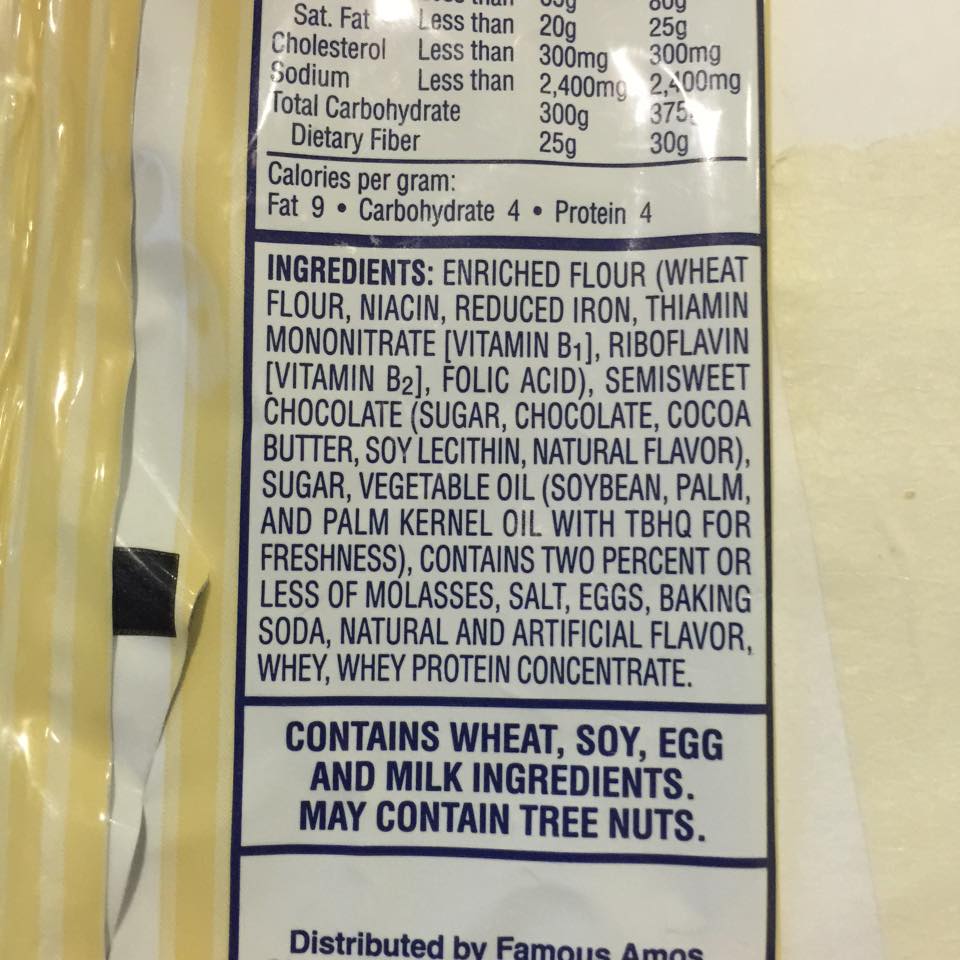 Sat. Fat Less than 20g 25g
Cholesterol Less than 300mg 300mg
Sodium Less than 2,400mg 2,400mg
Total Carbohydrate 300g 375
Dietary Fiber 25g 30g
Calories per gram:
Fat 9 • Carbohydrate 4 • Protein 4
INGREDIENTS: ENRICHED FLOUR (WHEAT
FLOUR, NIACIN, REDUCED IRON, THIAMIN
MONONITRATE [VITAMIN B1], RIBOFLAVIN
[VITAMIN B2], FOLIC ACID), SEMISWEET
CHOCOLATE (SUGAR, CHOCOLATE, COCOA
BUTTER, SOY LECITHIN, NATURAL FLAVOR),
SUGAR, VEGETABLE OIL (SOYBEAN, PALM,
AND PALM KERNEL OIL WITH TBHQ FOR
FRESHNESS), CONTAINS TWO PERCENT OR
LESS OF MOLASSES, SALT, EGGS, BAKING
SODA, NATURAL AND ARTIFICIAL FLAVOR,
WHEY, WHEY PROTEIN CONCENTRATE.
CONTAINS WHEAT, SOY, EGG
AND MILK INGREDIENTS.
MAY CONTAIN TREE NUTS.
Distributed by Famous Amos